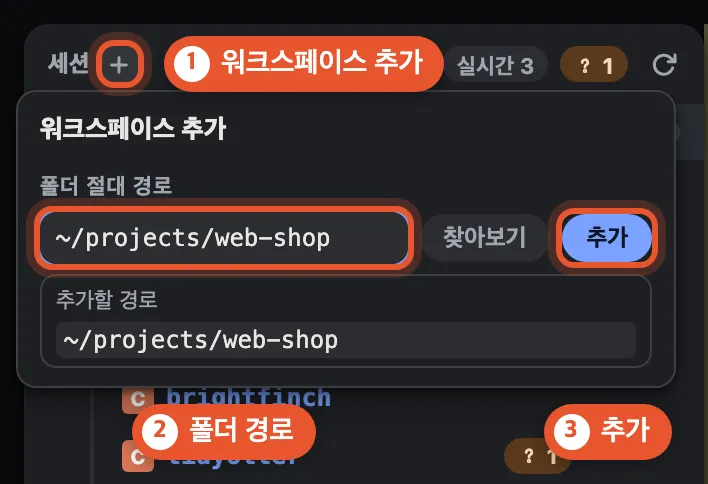 세션 + 1 워크스페이스 추가 실시간 3 ? 1
워크스페이스 추가
폴더 절대 경로
~/projects/web-shop 찾아보기 추가
추가할 경로
~/projects/web-shop
C brightfinch
2 폴더 경로 3 추가
C ? 1